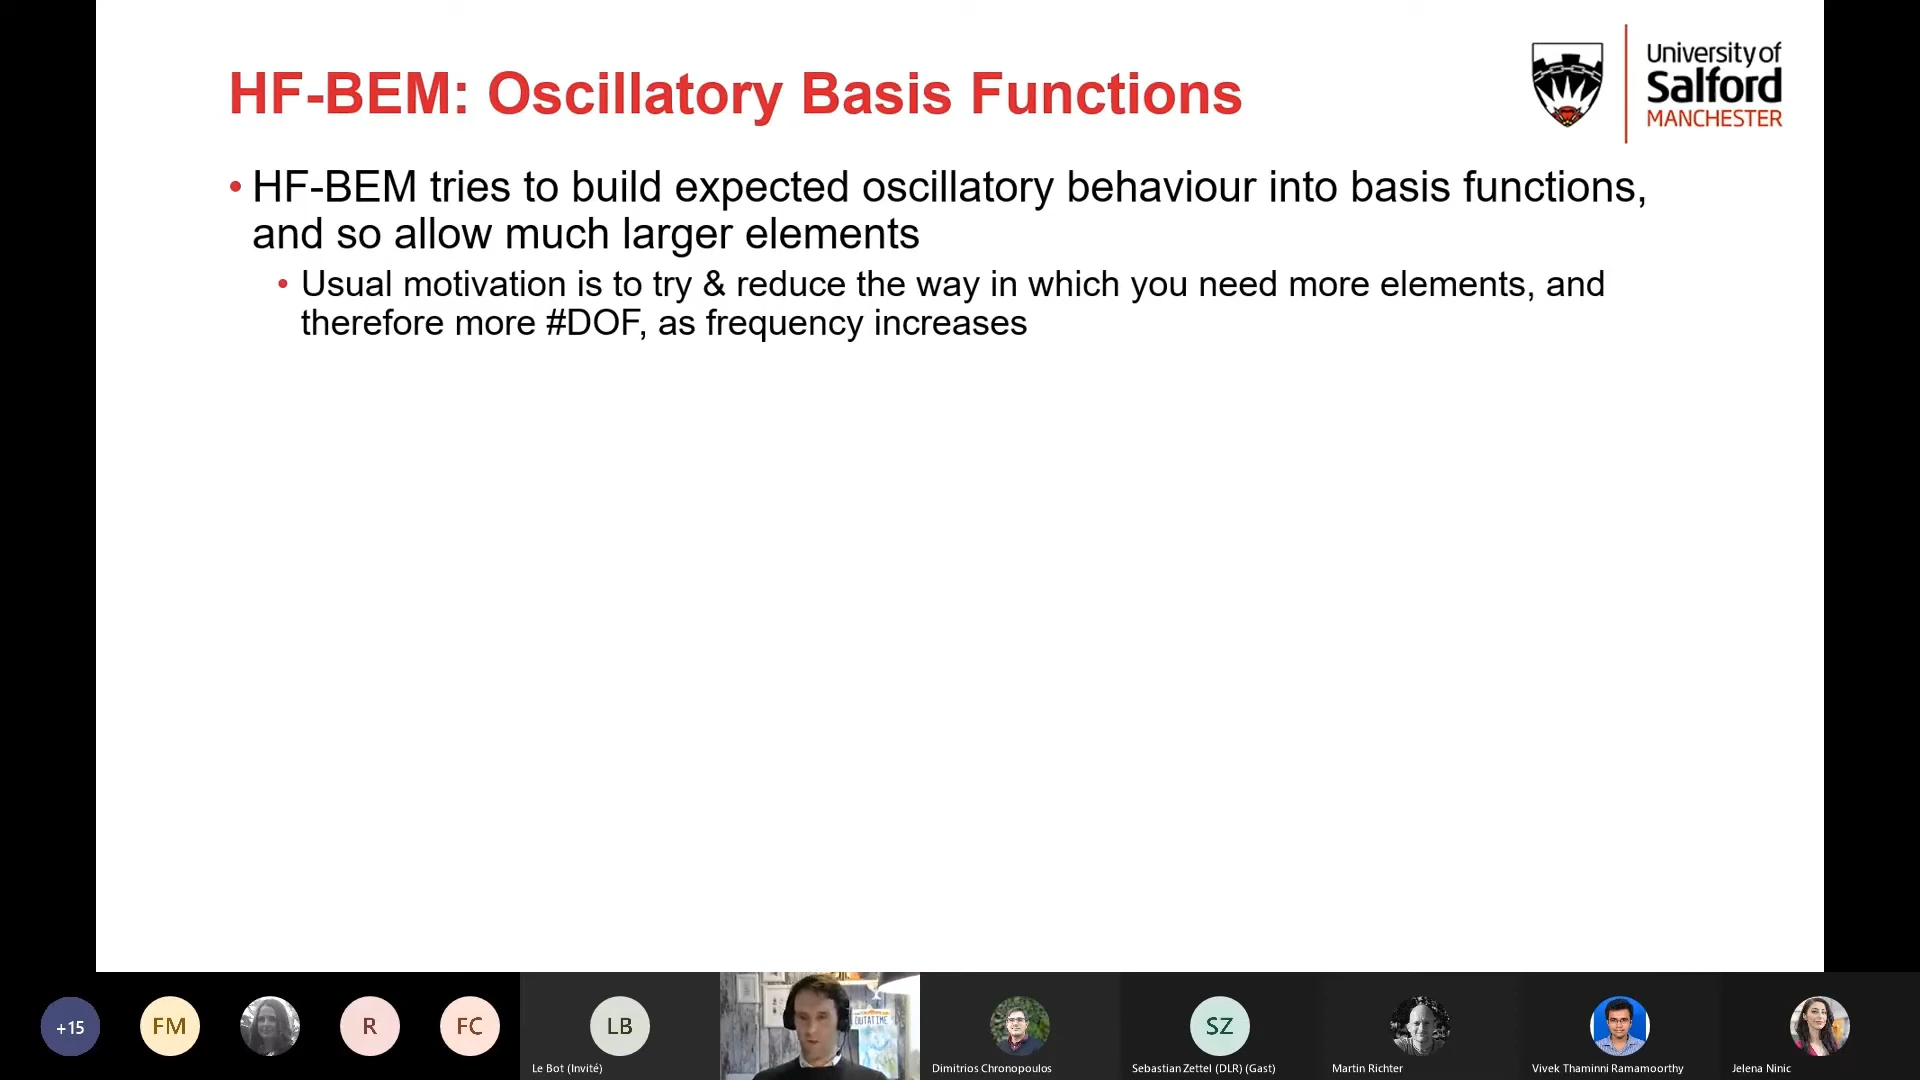 HF-BEM: Oscillatory Basis Functions
University of
Salford
MANCHESTER
• HF-BEM tries to build expected oscillatory behaviour into basis functions,
and so allow much larger elements
• Usual motivation is to try & reduce the way in which you need more elements, and
therefore more #DOF, as frequency increases
+15
FM
R
FC
LB
Le Bot (Invité)
OUTATIME
Dimitrios Chronopoulos
SZ
Sebastian Zettel (DLR) (Gast)
Martin Richter
Vivek Thaminni Ramamoorthy
Jelena Ninic